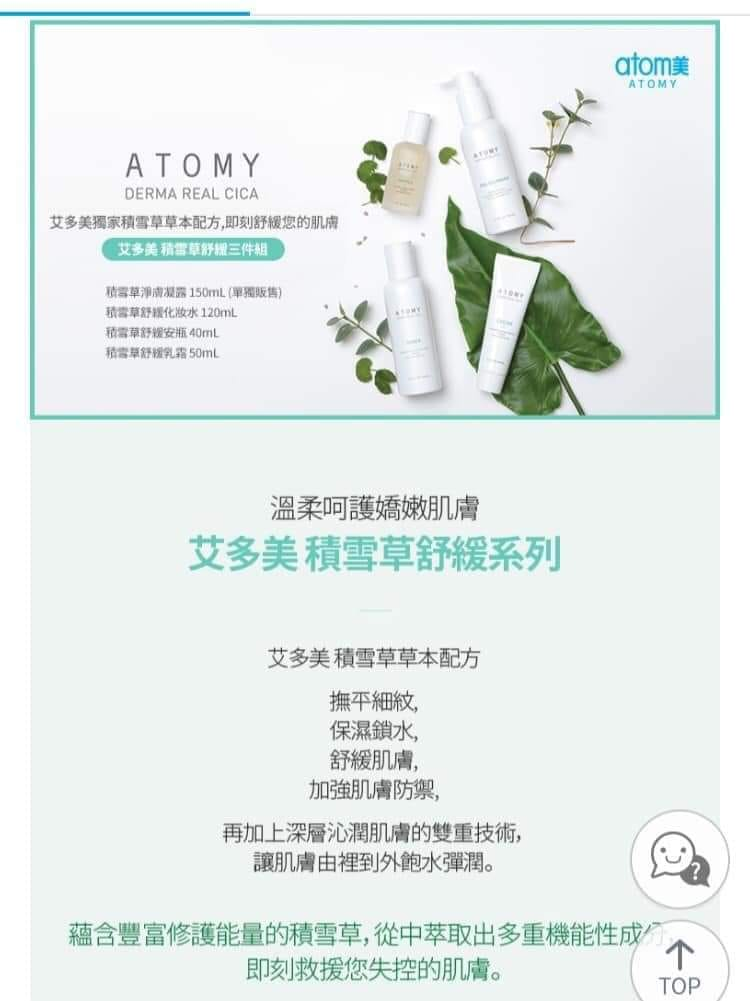 atom美
ATOMY
ATOMY
DERMA REAL CICA
艾多美獨家積雪草草本配方,即刻舒緩您的肌膚
艾多美 積雪草舒緩三件組
積雪草淨膚凝露 150mL (單獨販售)
積雪草舒緩化妝水 120mL
積雪草舒緩安瓶 40mL
積雪草舒緩乳霜 50mL
ATOMY
ATOMY
ATOMY
ATOMY
溫柔呵護嬌嫩肌膚
艾多美 積雪草舒緩系列
艾多美 積雪草草本配方
撫平細紋,
保濕鎖水,
舒緩肌膚,
加強肌膚防禦,
再加上深層沁潤肌膚的雙重技術,
讓肌膚由裡到外飽水彈潤。
蘊含豐富修護能量的積雪草, 從中萃取出多重機能性成分,
即刻救援您失控的肌膚。
?
TOP